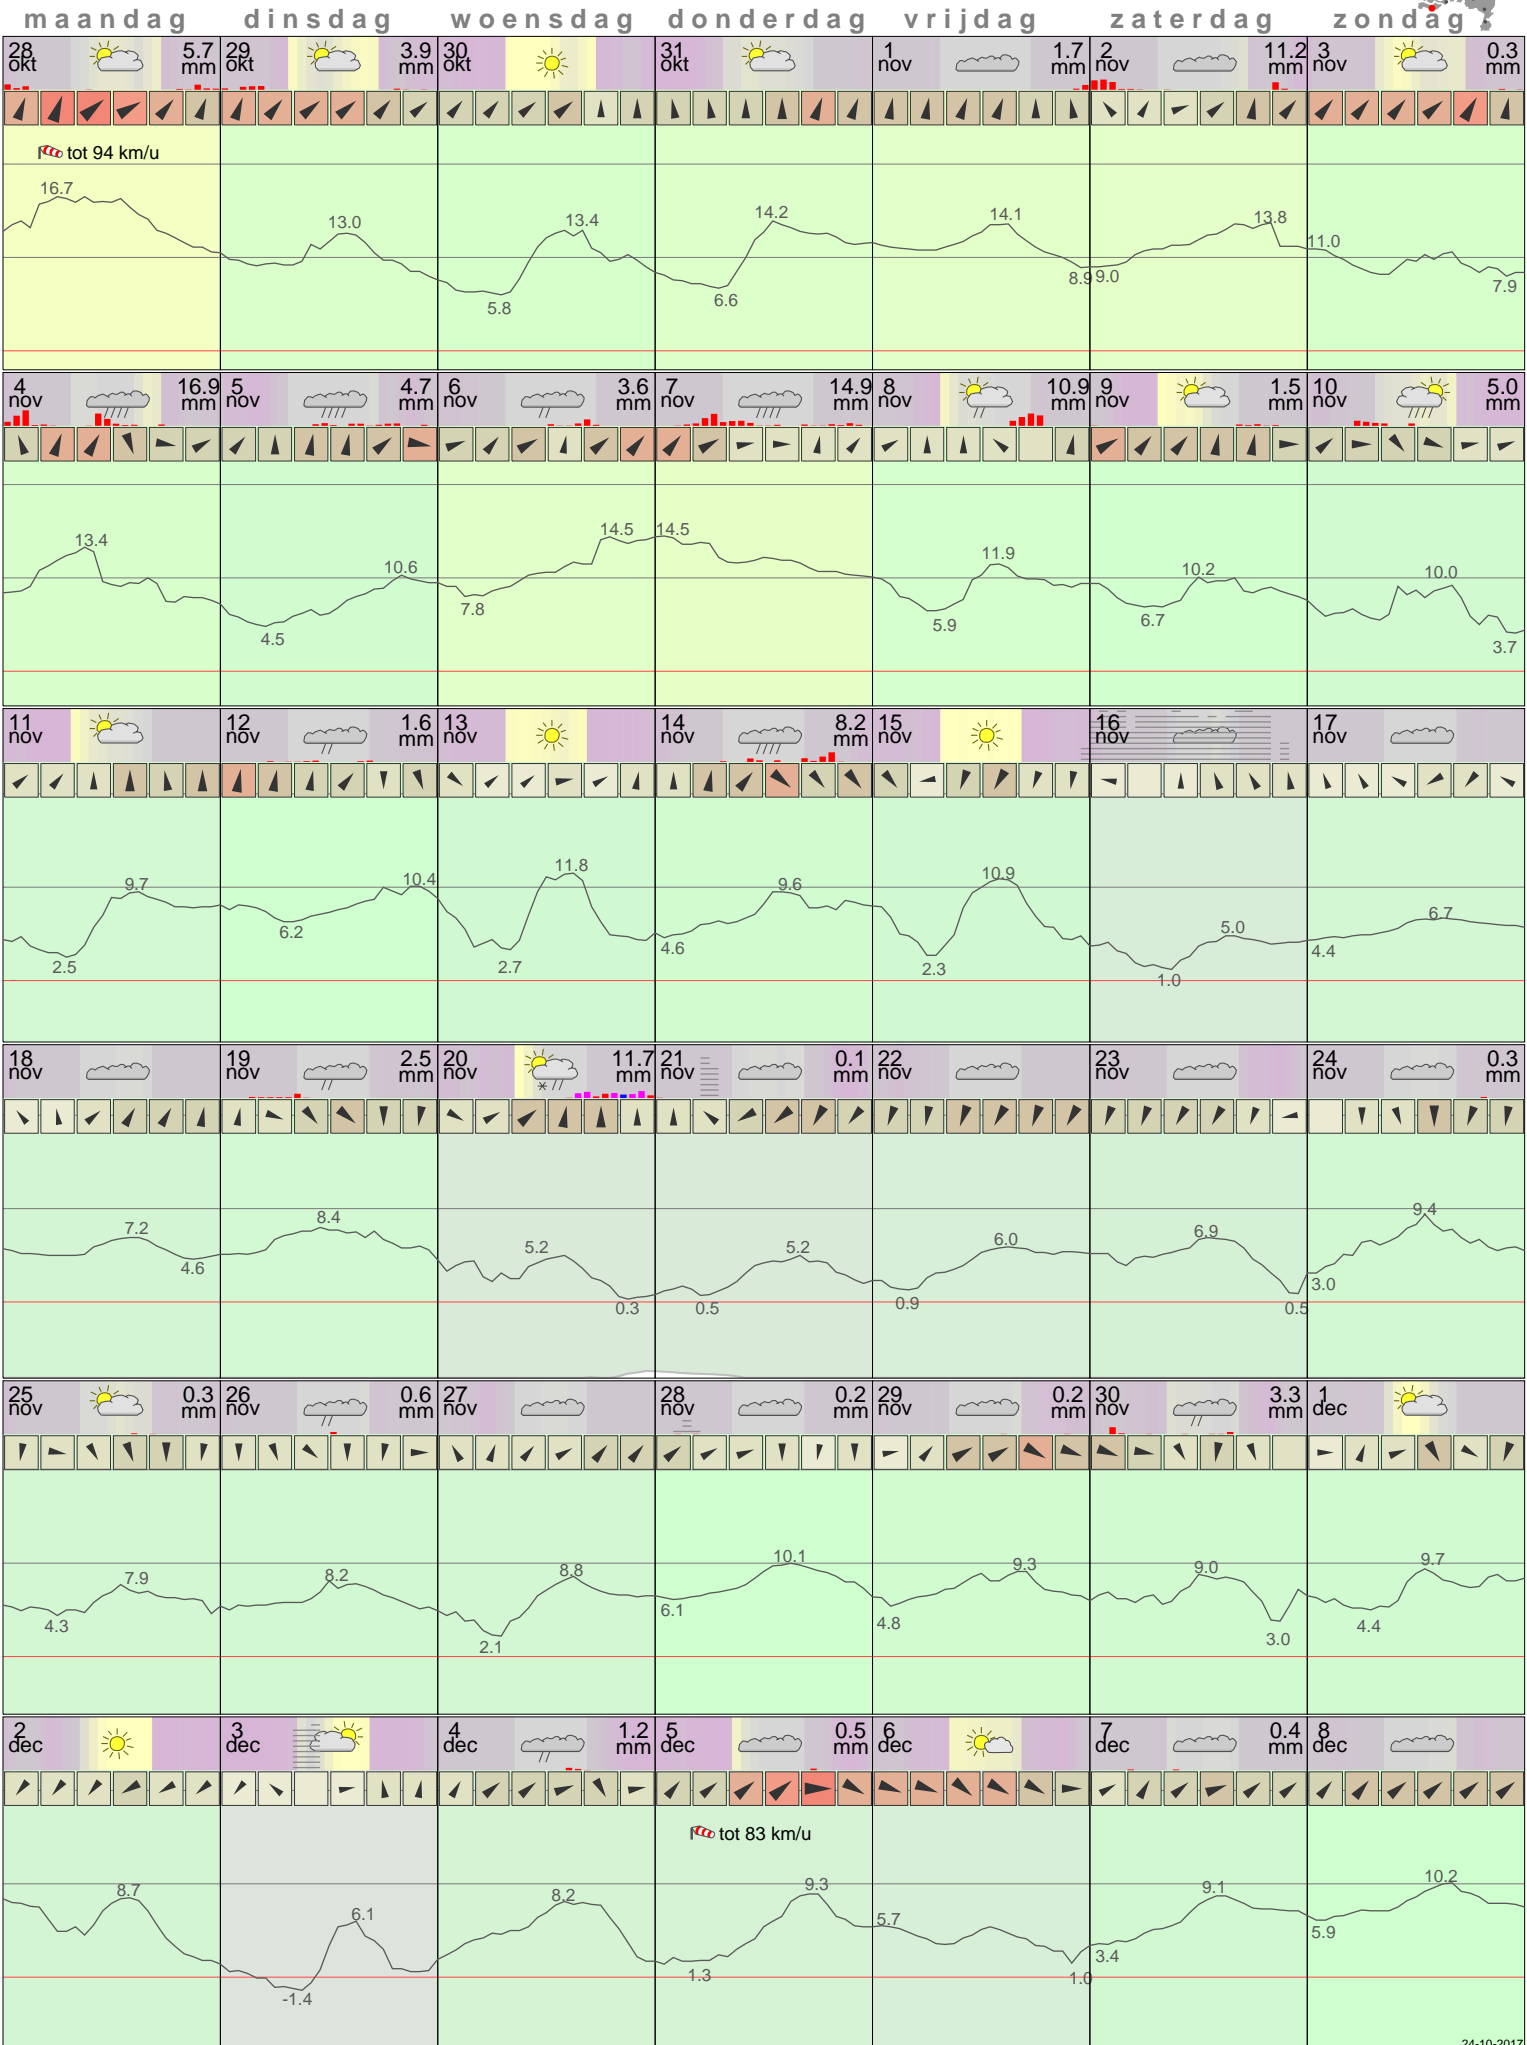 maandag dinsdag woensdag donderdag vrijdag zaterdag zondag
28 okt 5.7 mm 29 okt 3.9 mm 30 okt 31 okt 1 nov 1.7 mm 2 nov 11.2 mm 3 nov 0.3 mm
tot 94 km/u
16.7 13.0 5.8 13.4 6.6 14.2 14.1 8.9 9.0 13.8 11.0 7.9
4 nov 16.9 mm 5 nov 4.7 mm 6 nov 3.6 mm 7 nov 14.9 mm 8 nov 10.9 mm 9 nov 1.5 mm 10 nov 5.0 mm
13.4 4.5 10.6 7.8 14.5 14.5 5.9 11.9 6.7 10.2 10.0 3.7
11 nov 12 nov 1.6 mm 13 nov 14 nov 8.2 mm 15 nov 16 nov 17 nov
2.5 9.7 6.2 10.4 2.7 11.8 4.6 9.6 2.3 10.9 1.0 5.0 4.4 6.7
18 nov 19 nov 2.5 mm 20 nov 11.7 mm 21 nov 0.1 mm 22 nov 23 nov 24 nov 0.3 mm
7.2 4.6 8.4 5.2 0.3 0.5 5.2 0.9 6.0 6.9 0.5 3.0 9.4
25 nov 0.3 mm 26 nov 0.6 mm 27 nov 28 nov 0.2 mm 29 nov 0.2 mm 30 nov 3.3 mm 1 dec
4.3 7.9 8.2 2.1 8.8 6.1 10.1 4.8 9.3 9.0 3.0 4.4 9.7
2 dec 3 dec 4 dec 1.2 mm 5 dec 0.5 mm 6 dec 7 dec 0.4 mm 8 dec
tot 83 km/u
8.7 -1.4 6.1 8.2 1.3 9.3 5.7 1.0 3.4 9.1 5.9 10.2
24-10-2017